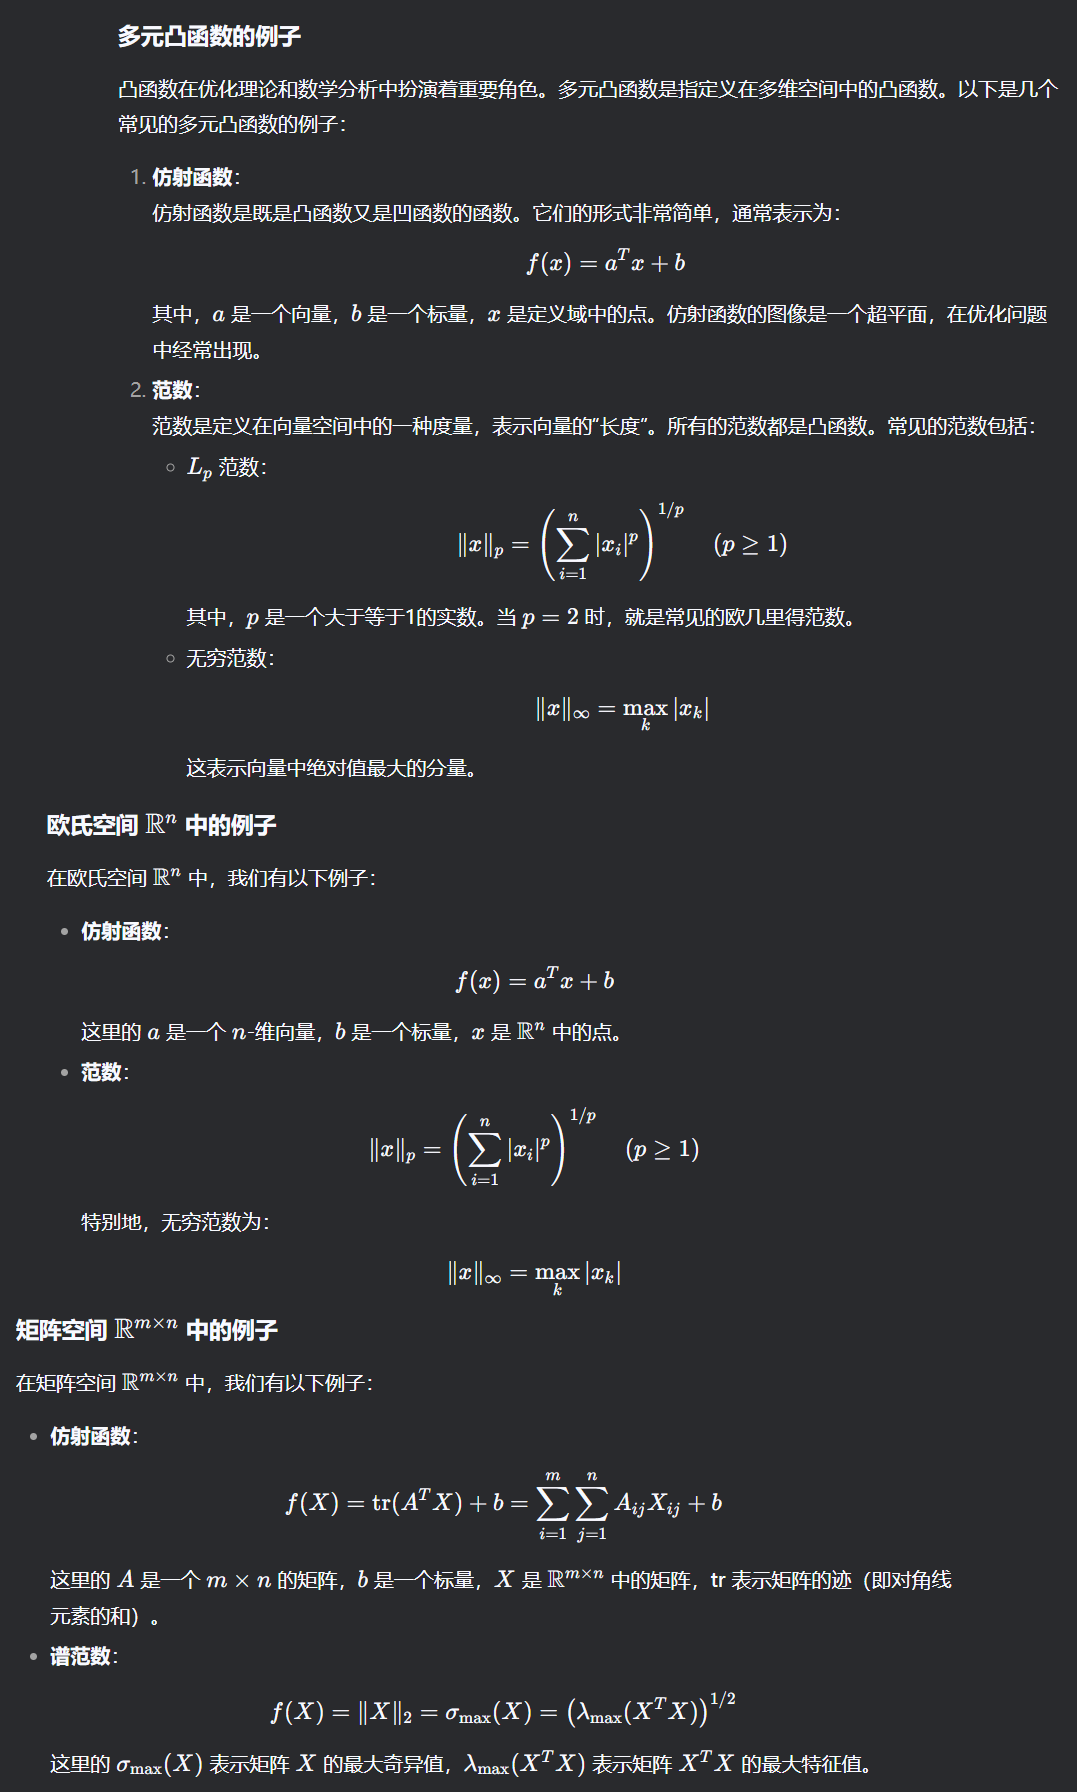 多元凸函数的例子
凸函数在优化理论和数学分析中扮演着重要角色。多元凸函数是指定义在多维空间中的凸函数。以下是几个
常见的多元凸函数的例子：
1. 仿射函数：
仿射函数是既是凸函数又是凹函数的函数。它们的形式非常简单，通常表示为：
$f(x) = a^T x + b$
其中，$a$ 是一个向量，$b$ 是一个标量，$x$ 是定义域中的点。仿射函数的图像是一个超平面，在优化问题
中经常出现。
2. 范数：
范数是定义在向量空间中的一种度量，表示向量的“长度”。所有的范数都是凸函数。常见的范数包括：
◦ $L_p$ 范数：
$\|x\|_p = \left( \sum_{i=1}^{n} |x_i|^p \right)^{1/p} \quad (p \geq 1)$
其中，$p$ 是一个大于等于1的实数。当 $p = 2$ 时，就是常见的欧几里得范数。
◦ 无穷范数：
$\|x\|_\infty = \max_k |x_k|$
这表示向量中绝对值最大的分量。
欧氏空间 $\mathbb{R}^n$ 中的例子
在欧氏空间 $\mathbb{R}^n$ 中，我们有以下例子：
• 仿射函数：
$f(x) = a^T x + b$
这里的 $a$ 是一个 $n$-维向量，$b$ 是一个标量，$x$ 是 $\mathbb{R}^n$ 中的点。
• 范数：
$\|x\|_p = \left( \sum_{i=1}^{n} |x_i|^p \right)^{1/p} \quad (p \geq 1)$
特别地，无穷范数为：
$\|x\|_\infty = \max_k |x_k|$
矩阵空间 $\mathbb{R}^{m \times n}$ 中的例子
在矩阵空间 $\mathbb{R}^{m \times n}$ 中，我们有以下例子：
• 仿射函数：
$f(X) = \mathrm{tr}(A^T X) + b = \sum_{i=1}^{m} \sum_{j=1}^{n} A_{ij} X_{ij} + b$
这里的 $A$ 是一个 $m \times n$ 的矩阵，$b$ 是一个标量，$X$ 是 $\mathbb{R}^{m \times n}$ 中的矩阵，tr 表示矩阵的迹（即对角线
元素的和）。
• 谱范数：
$f(X) = \|X\|_2 = \sigma_{\max}(X) = \left( \lambda_{\max}(X^T X) \right)^{1/2}$
这里的 $\sigma_{\max}(X)$ 表示矩阵 $X$ 的最大奇异值，$\lambda_{\max}(X^T X)$ 表示矩阵 $X^T X$ 的最大特征值。